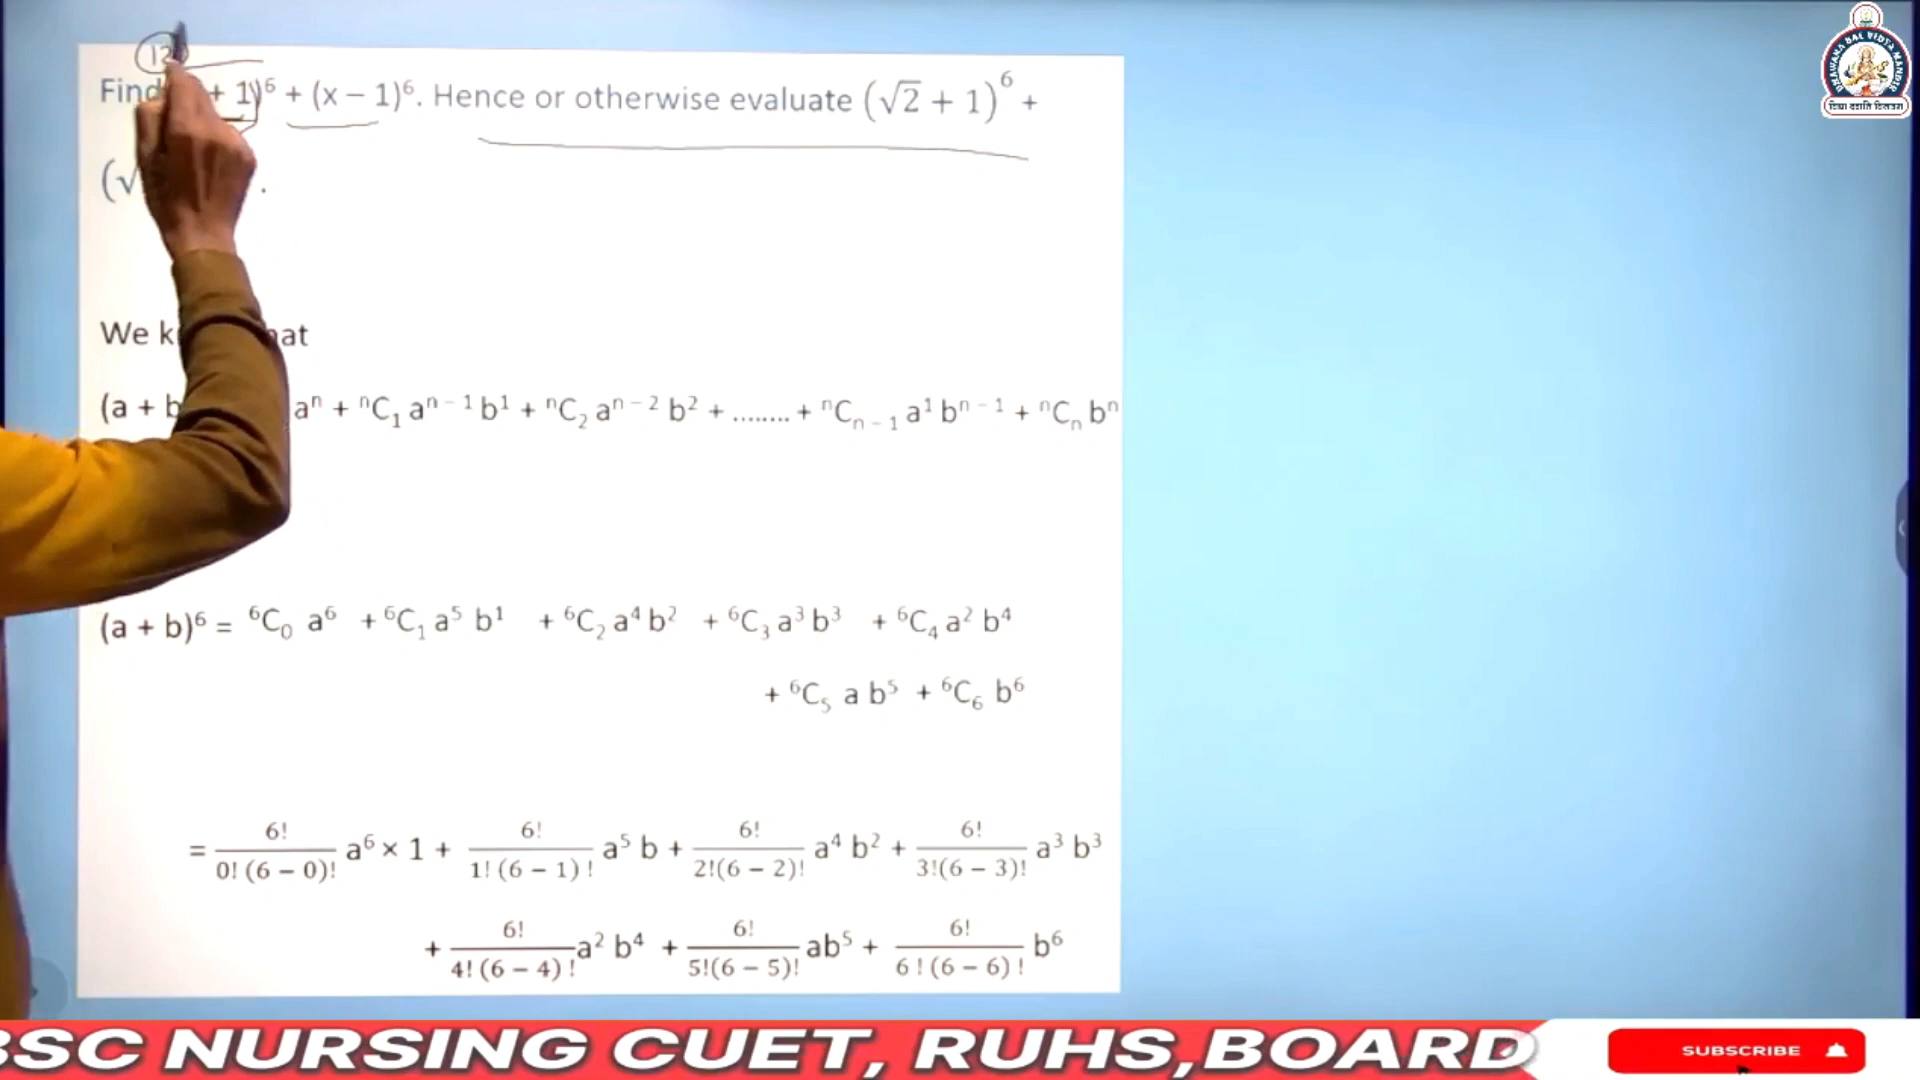 12
Find + 1)⁶ + (x – 1)⁶. Hence or otherwise evaluate (√2 + 1)⁶ +
(√ .
We k hat
(a + b aⁿ + ⁿC₁ aⁿ ⁻ ¹ b¹ + ⁿC₂ aⁿ ⁻ ² b² + ........ + ⁿCₙ ₋ ₁ a¹ bⁿ ⁻ ¹ + ⁿCₙ bⁿ
(a + b)⁶ = ⁶C₀ a⁶ + ⁶C₁ a⁵ b¹ + ⁶C₂ a⁴ b² + ⁶C₃ a³ b³ + ⁶C₄ a² b⁴
+ ⁶C₅ a b⁵ + ⁶C₆ b⁶
= 6!/0! (6 – 0)! a⁶ × 1 + 6!/1! (6 – 1) ! a⁵ b + 6!/2!(6 – 2)! a⁴ b² + 6!/3!(6 – 3)! a³ b³
+ 6!/4! (6 – 4) ! a² b⁴ + 6!/5!(6 – 5)! ab⁵ + 6!/6 ! (6 – 6) ! b�6
BSC NURSING CUET, RUHS,BOARD
SUBSCRIBE